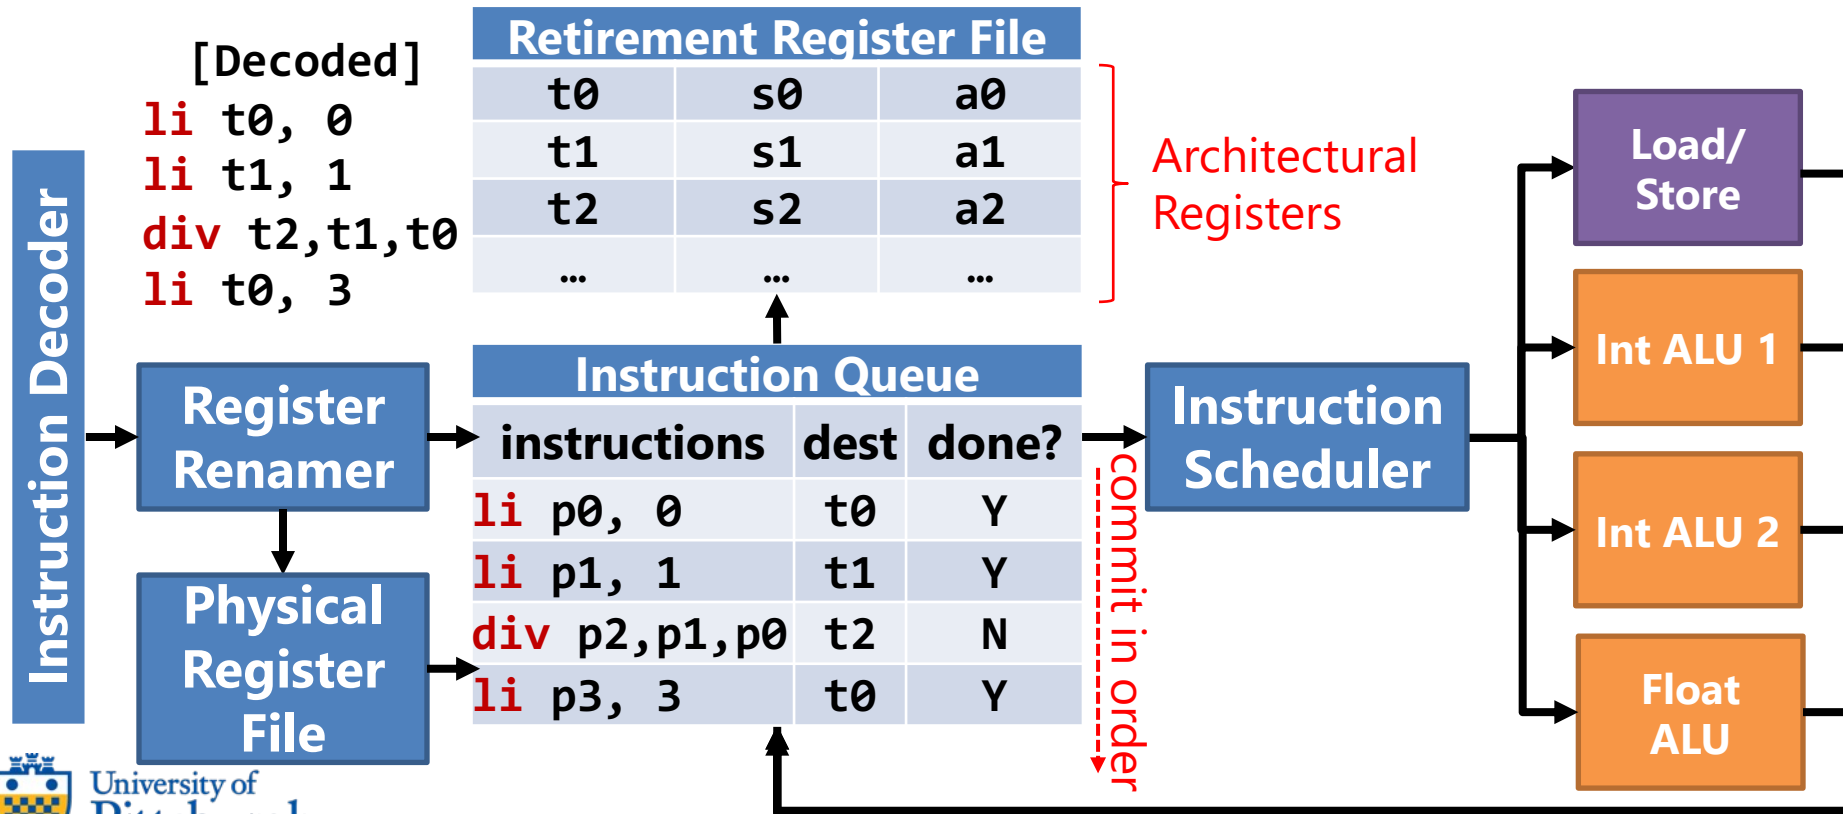 [Decoded]
li t0, 0
li t1, 1
div t2,t1,t0
li t0, 3
Instruction Decoder
Register
Renamer
Physical
Register
File
Retirement Register File
t0 s0 a0
t1 s1 a1
t2 s2 a2
… … …
Architectural
Registers
Instruction Queue
instructions dest done?
li p0, 0 t0 Y
li p1, 1 t1 Y
div p2,p1,p0 t2 N
li p3, 3 t0 Y
commit in order
Instruction
Scheduler
Load/
Store
Int ALU 1
Int ALU 2
Float
ALU
University of